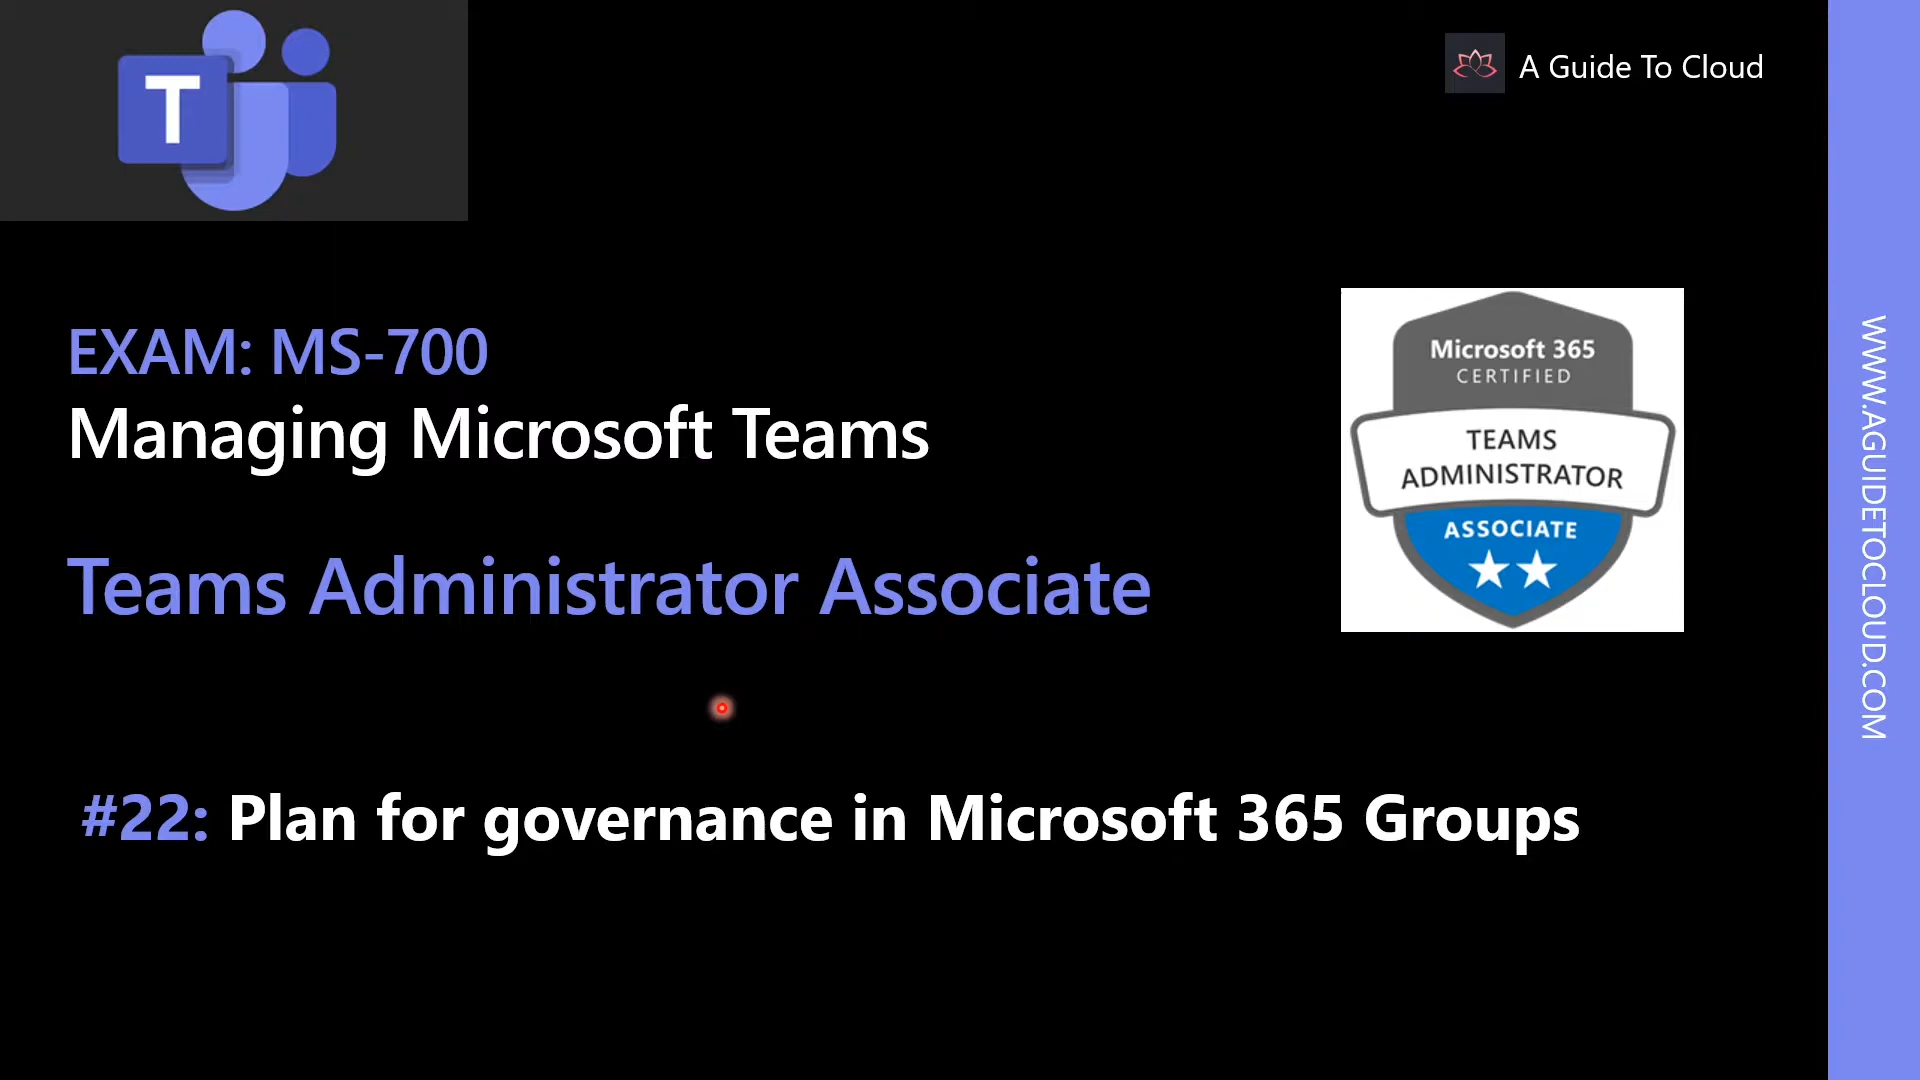 T
A Guide To Cloud
EXAM: MS-700
Managing Microsoft Teams
Teams Administrator Associate
Microsoft 365
CERTIFIED
TEAMS
ADMINISTRATOR
ASSOCIATE
#22: Plan for governance in Microsoft 365 Groups
WWW.AGUIDETOCLOUD.COM